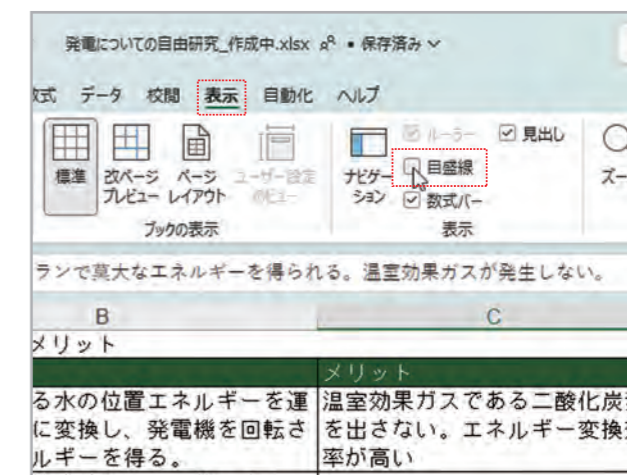 発電についての自由研究_作成中.xlsx • 保存済み
数式 データ 校閲 表示 自動化 ヘルプ
標準 改ページ プレビュー ページ レイアウト ユーザー設定 のビュー
ブックの表示
ナビゲーション ルーラー 見出し
目盛線
数式バー
表示
ズー
ランで莫大なエネルギーを得られる。温室効果ガスが発生しない。
B C
メリット
メリット
る水の位置エネルギーを運 温室効果ガスである二酸化炭
に変換し、発電機を回転さ を出さない。エネルギー変換
ルギーを得る。 率が高い